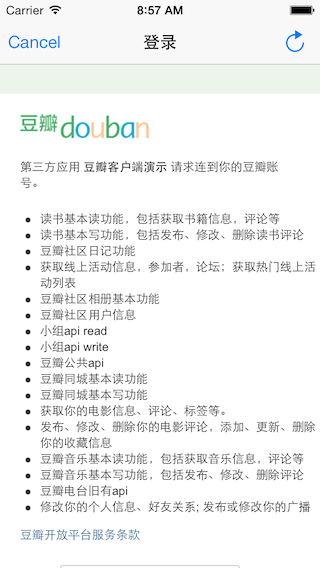 Carrier 8:57 AM
Cancel 登录
豆瓣 douban
第三方应用 豆瓣客户端演示 请求连到你的豆瓣账
号。
• 读书基本读功能，包括获取书籍信息，评论等
• 读书基本写功能，包括发布、修改、删除读书评论
• 豆瓣社区日记功能
• 获取线上活动信息，参加者，论坛；获取热门线上活
动列表
• 豆瓣社区相册基本功能
• 豆瓣社区用户信息
• 小组api read
• 小组api write
• 豆瓣公共api
• 豆瓣同城基本读功能
• 豆瓣同城基本写功能
• 获取你的电影信息、评论、标签等。
• 发布、修改、删除你的电影评论，添加、更新、删除
你的收藏信息
• 豆瓣音乐基本读功能，包括获取音乐信息，评论等
• 豆瓣音乐基本写功能，包括发布、修改、删除评论
• 豆瓣电台旧有api
• 修改你的个人信息、好友关系; 发布或修改你的广播
豆瓣开放平台服务条款